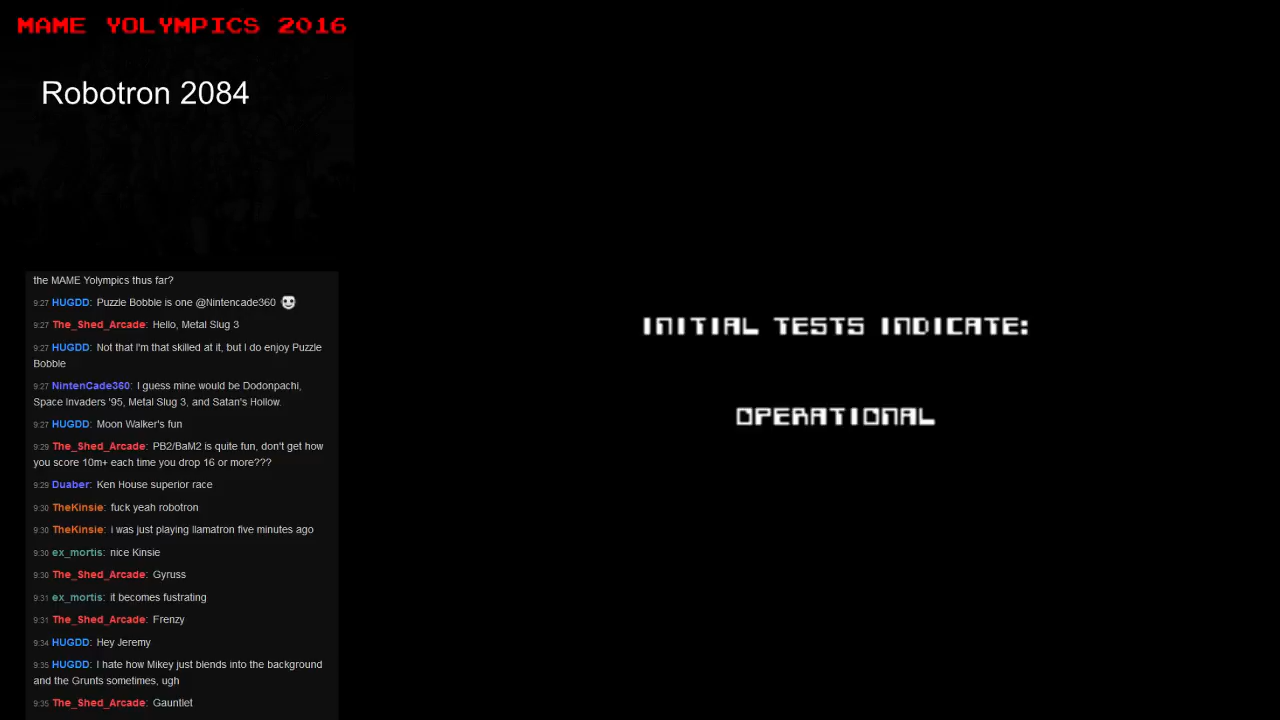 MAME YOLYMPICS 2016
Robotron 2084
the MAME Yolympics thus far?
9:27 HUGDD: Puzzle Bobble is one @Nintencade360
9:27 The_Shed_Arcade: Hello, Metal Slug 3
9:27 HUGDD: Not that I'm that skilled at it, but I do enjoy Puzzle
Bobble
9:27 NintenCade360: I guess mine would be Dodonpachi,
Space Invaders '95, Metal Slug 3, and Satan's Hollow.
9:27 HUGDD: Moon Walker's fun
9:29 The_Shed_Arcade: PB2/BaM2 is quite fun, don't get how
you score 10m+ each time you drop 16 or more???
9:29 Duaber: Ken House superior race
9:30 TheKinsie: fuck yeah robotron
9:30 TheKinsie: i was just playing llamatron five minutes ago
9:30 ex_mortis: nice Kinsie
9:30 The_Shed_Arcade: Gyruss
9:31 ex_mortis: it becomes fustrating
9:31 The_Shed_Arcade: Frenzy
9:34 HUGDD: Hey Jeremy
9:35 HUGDD: I hate how Mikey just blends into the background
and the Grunts sometimes, ugh
9:35 The_Shed_Arcade: Gauntlet
INITIAL TESTS INDICATE:
OPERATIONAL